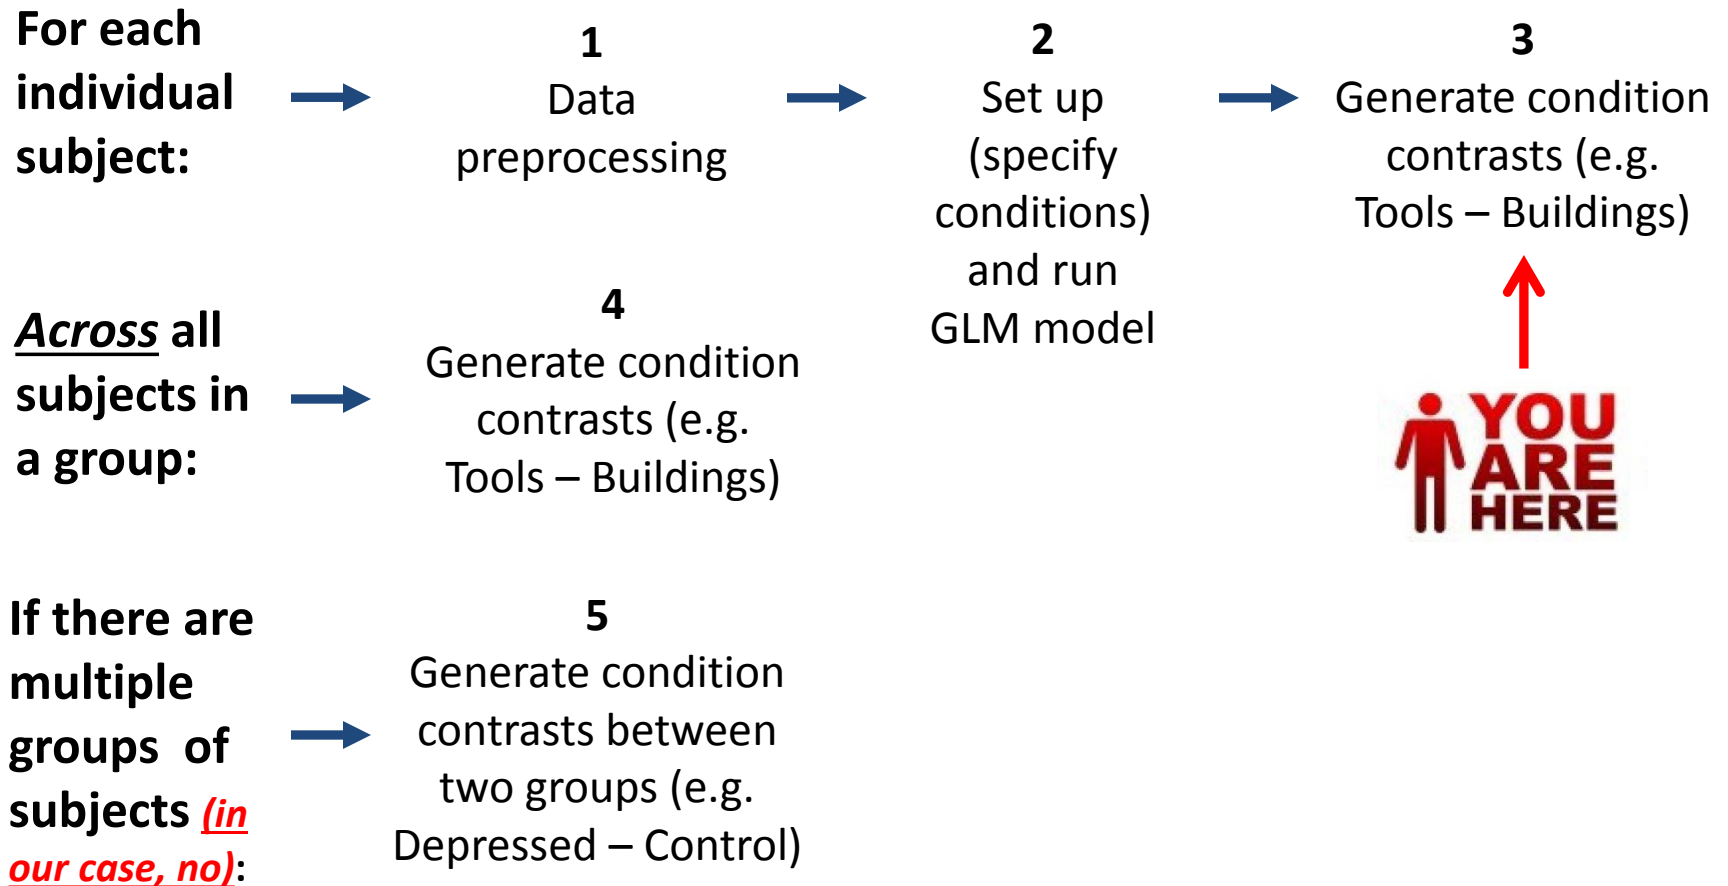 For each
individual
subject:
1
Data
preprocessing
2
Set up
(specify
conditions)
and run
GLM model
3
Generate condition
contrasts (e.g.
Tools – Buildings)
YOU
ARE
HERE
Across all
subjects in
a group:
4
Generate condition
contrasts (e.g.
Tools – Buildings)
If there are
multiple
groups of
subjects (in
our case, no):
5
Generate condition
contrasts between
two groups (e.g.
Depressed – Control)